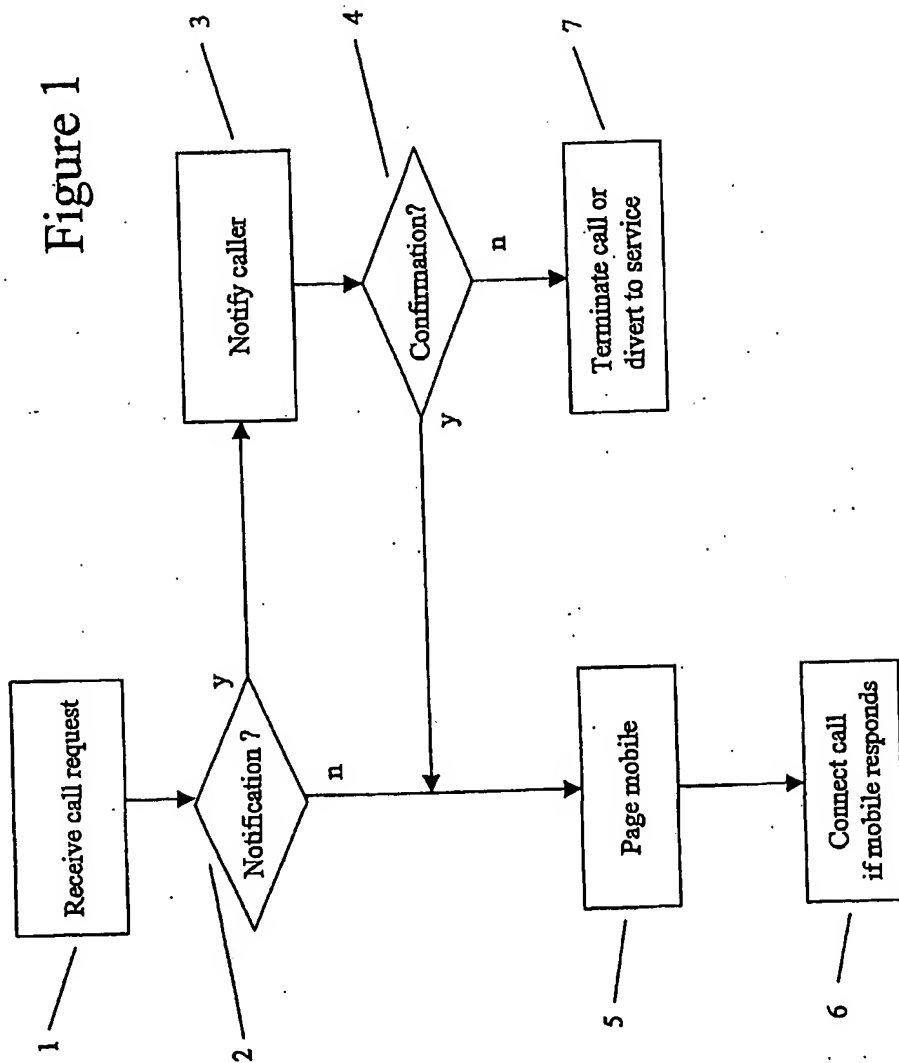 Figure 1
1
Receive call request
2
Notification ?
y
n
3
Notify caller
4
Confirmation?
y
n
5
Page mobile
6
Connect call
if mobile responds
7
Terminate call or
divert to service